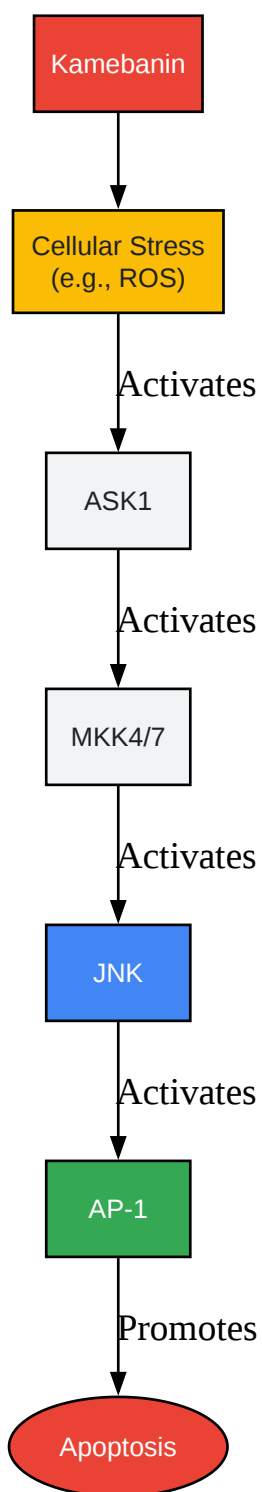 Kamebanin
Cellular Stress
(e.g., ROS)
Activates
ASK1
Activates
MKK4/7
Activates
JNK
Activates
AP-1
Promotes
Apoptosis